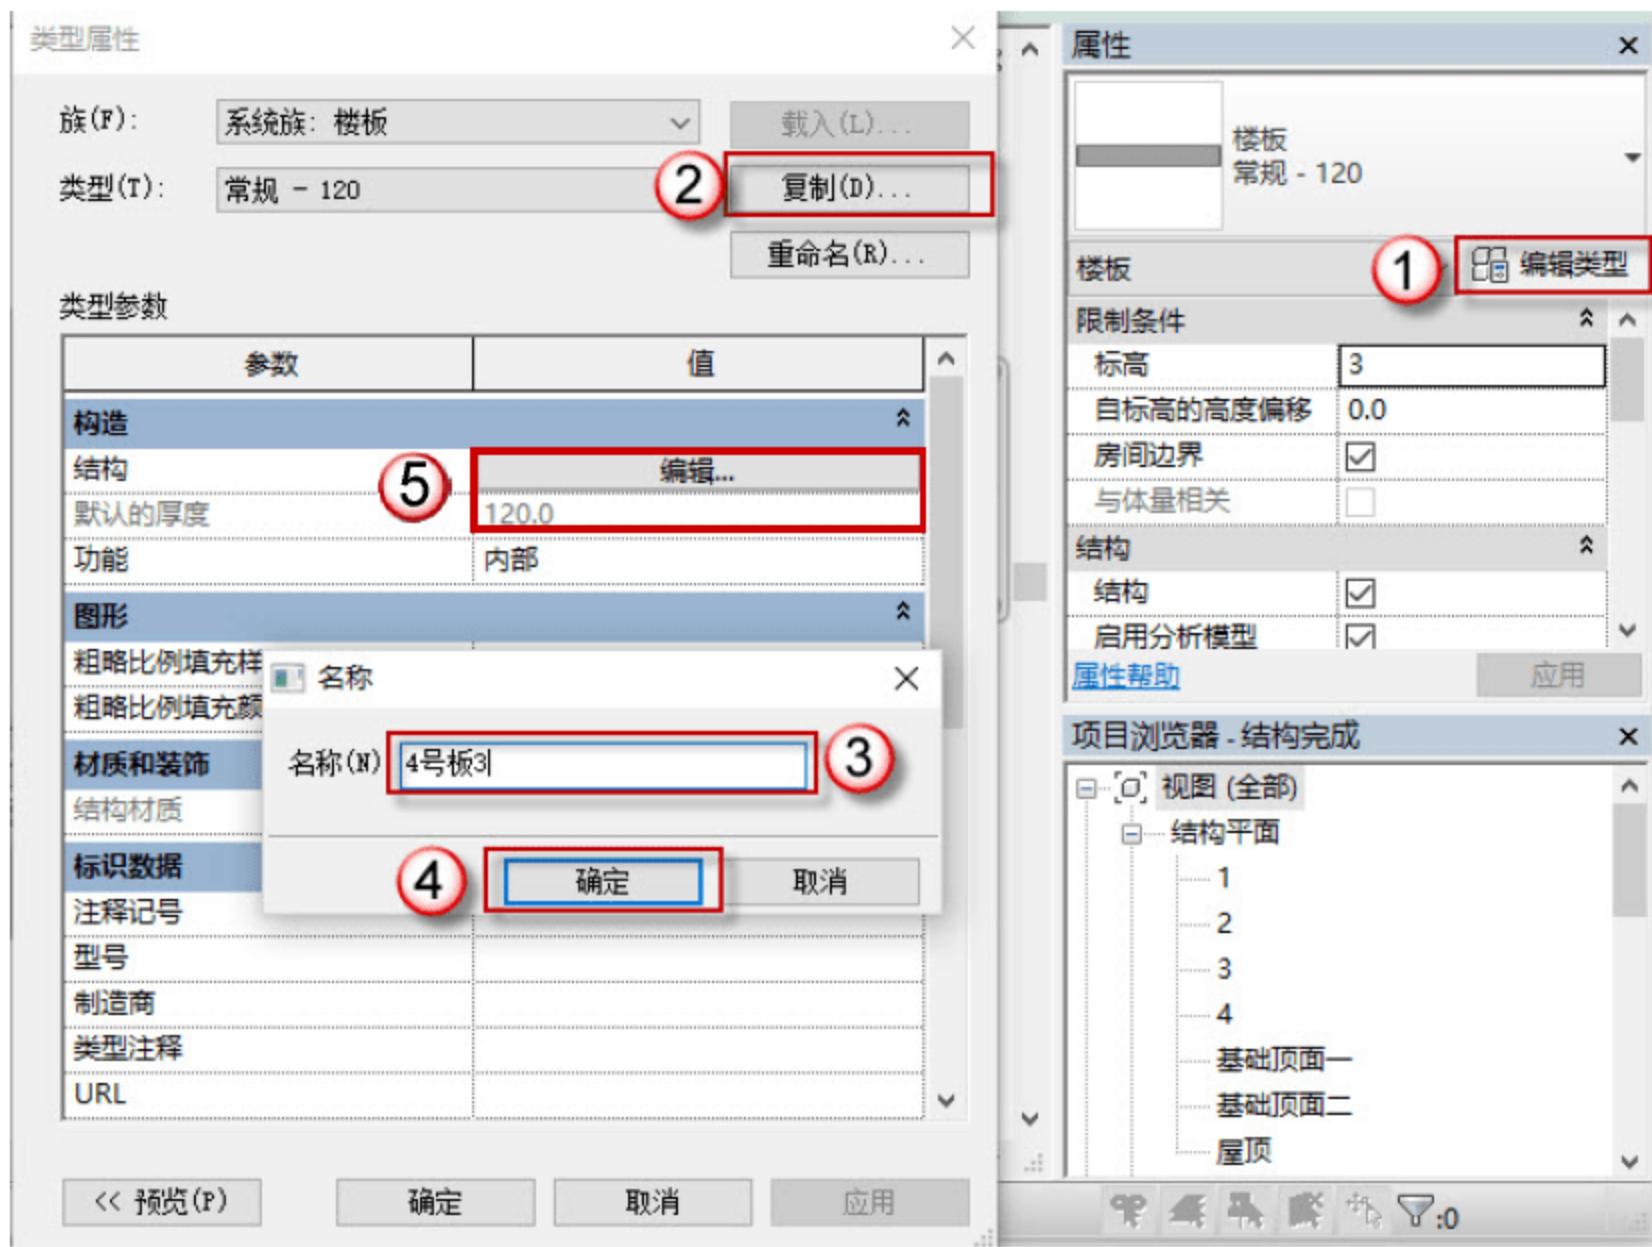 类型属性
族(F):
系统族: 楼板
载入(L)...
类型(T):
常规 - 120
②
复制(D)...
重命名(R)...
类型参数
参数
值
构造
结构
⑤
编辑...
默认的厚度
120.0
功能
内部
图形
粗略比例填充样
粗略比例填充颜
材质和装饰
结构材质
标识数据
注释记号
型号
制造商
类型注释
URL
名称
名称(N)
4号板3
③
④
确定
取消
<< 预览(P)
确定
取消
应用
属性
楼板
常规 - 120
楼板
①
编辑类型
限制条件
标高
3
自标高的高度偏移
0.0
房间边界
与体量相关
结构
结构
启用分析模型
属性帮助
应用
项目浏览器 - 结构完成
视图 (全部)
结构平面
1
2
3
4
基础顶面一
基础顶面二
屋顶
:0